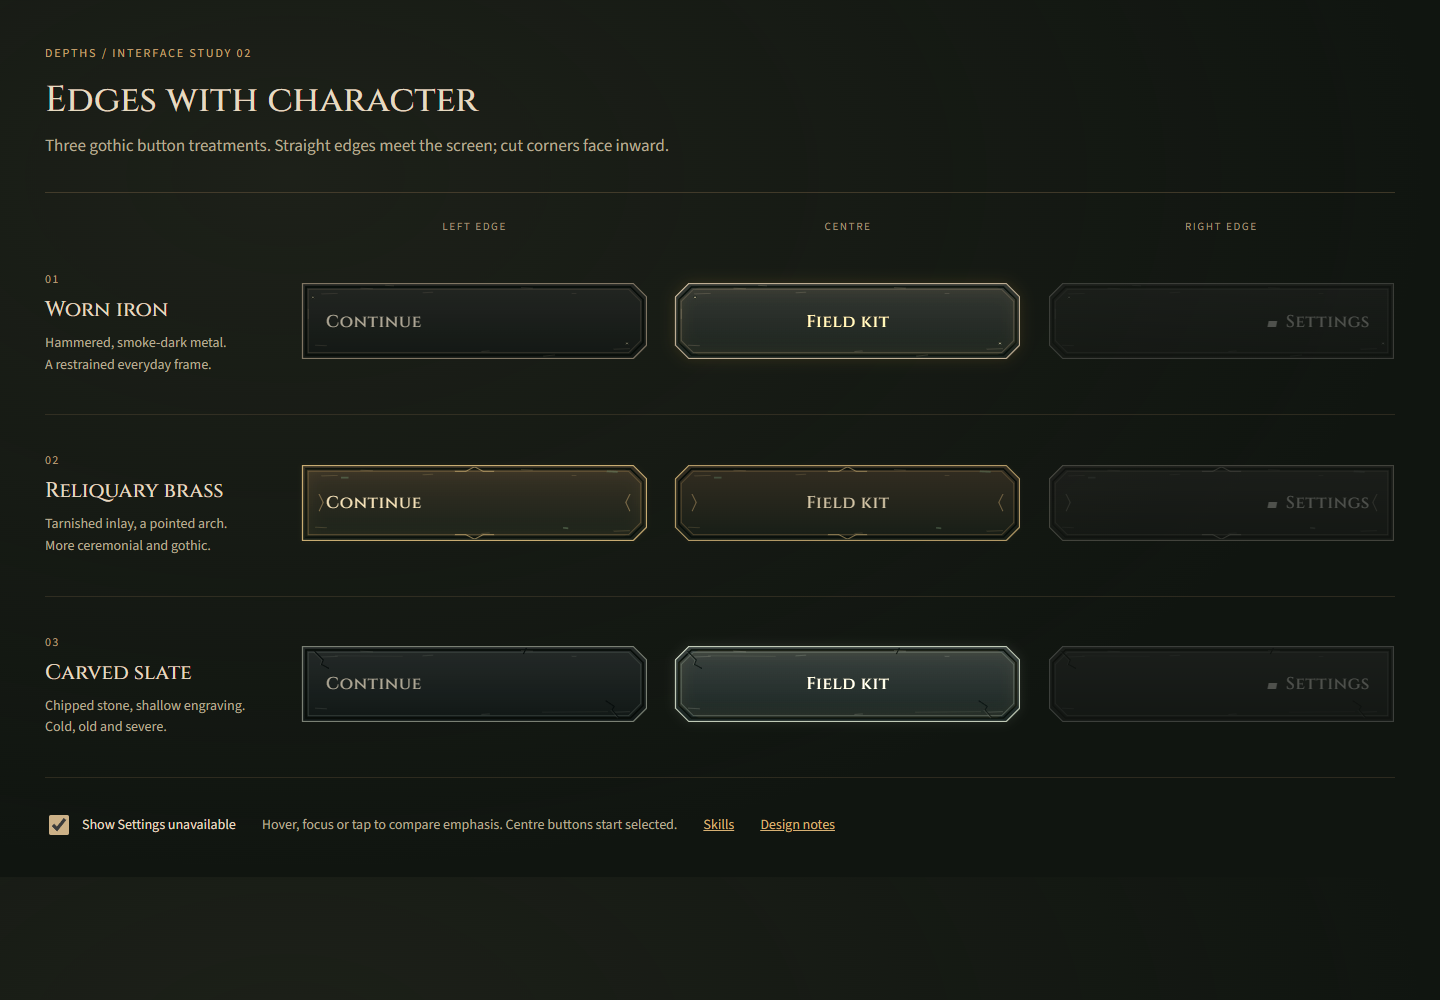 DEPTHS / INTERFACE STUDY 02
Edges with character
Three gothic button treatments. Straight edges meet the screen; cut corners face inward.
LEFT EDGE
CENTRE
RIGHT EDGE
01
Worn iron
Hammered, smoke-dark metal.
A restrained everyday frame.
Continue
Field kit
Settings
02
Reliquary brass
Tarnished inlay, a pointed arch.
More ceremonial and gothic.
Continue
Field kit
Settings
03
Carved slate
Chipped stone, shallow engraving.
Cold, old and severe.
Continue
Field kit
Settings
Show Settings unavailable
Hover, focus or tap to compare emphasis. Centre buttons start selected.
Skills
Design notes